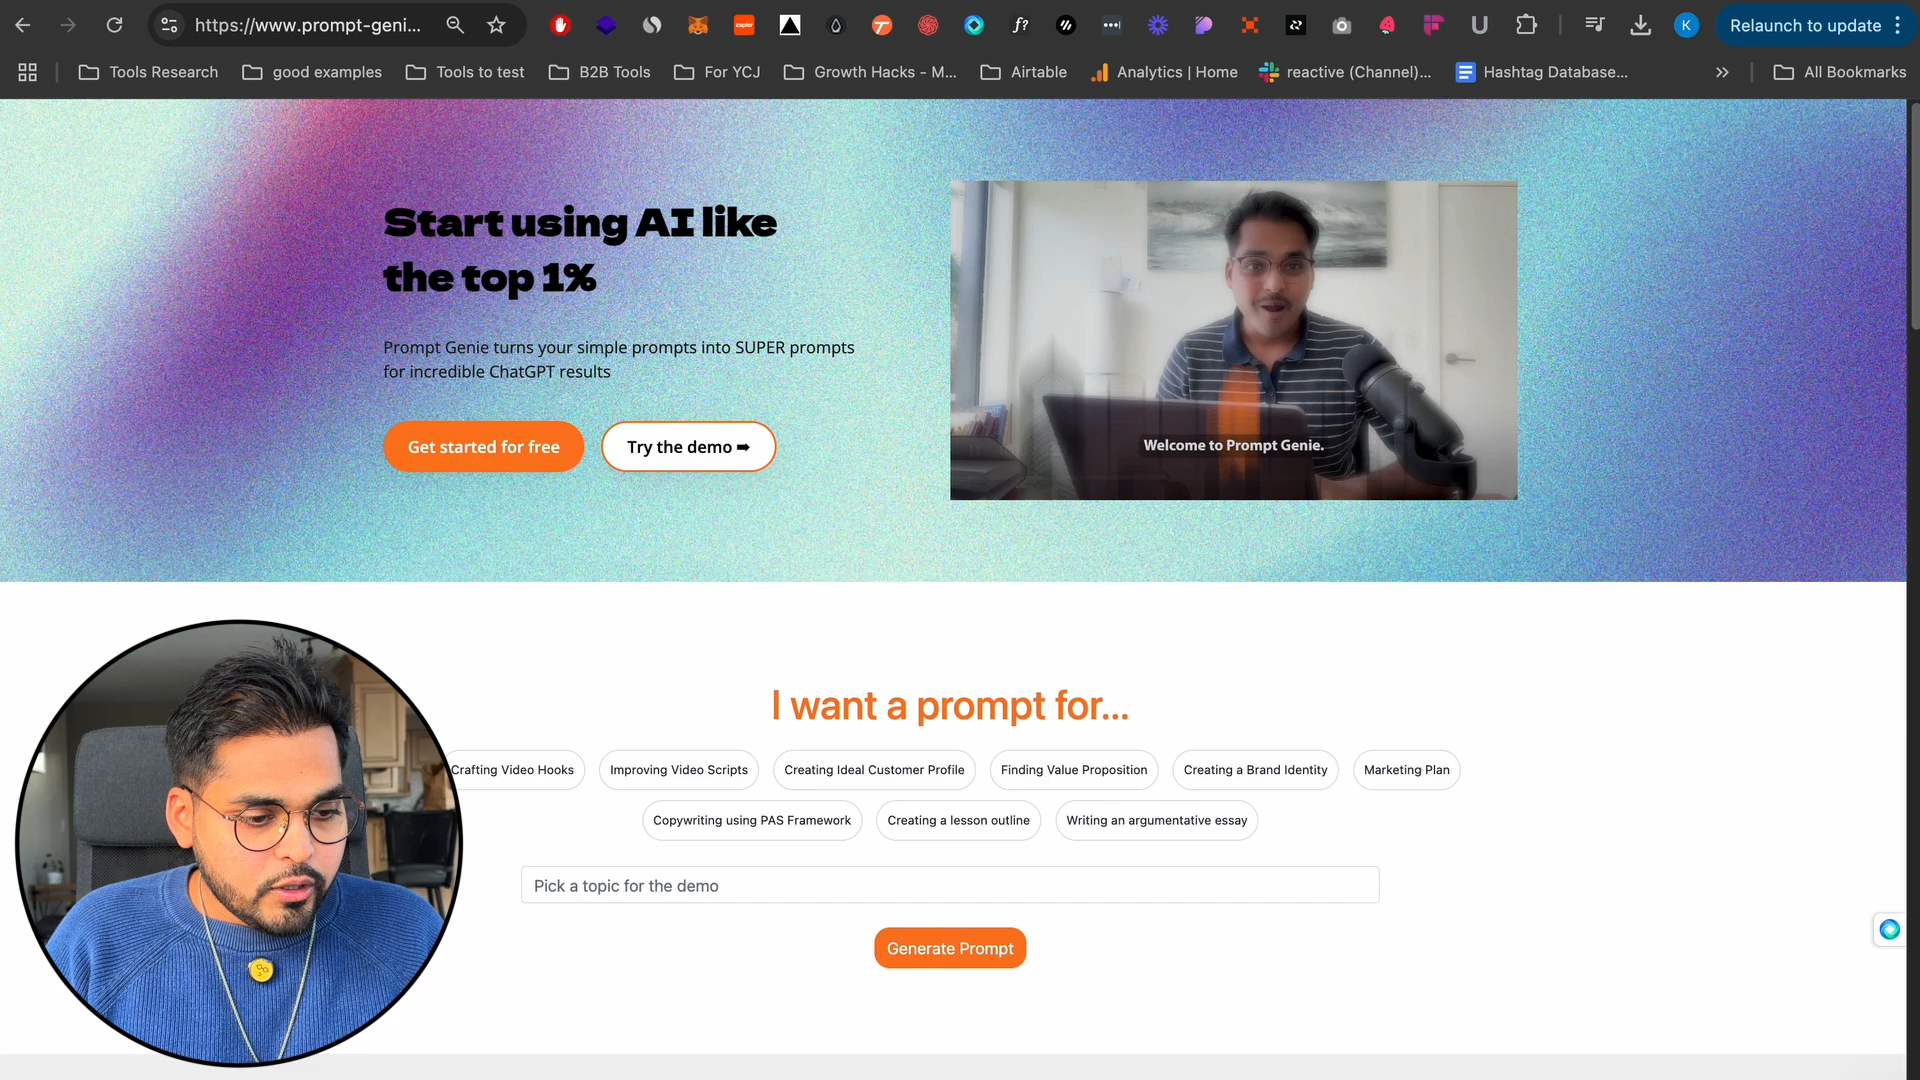 https://www.prompt-geni...
K
Relaunch to update
Tools Research
good examples
Tools to test
B2B Tools
For YCJ
Growth Hacks - M...
Airtable
Analytics | Home
reactive (Channel)...
Hashtag Database...
All Bookmarks
Start using AI like
the top 1%
Prompt Genie turns your simple prompts into SUPER prompts
for incredible ChatGPT results
Get started for free
Try the demo ➡
Welcome to Prompt Genie.
I want a prompt for...
Crafting Video Hooks
Improving Video Scripts
Creating Ideal Customer Profile
Finding Value Proposition
Creating a Brand Identity
Marketing Plan
Copywriting using PAS Framework
Creating a lesson outline
Writing an argumentative essay
Pick a topic for the demo
Generate Prompt